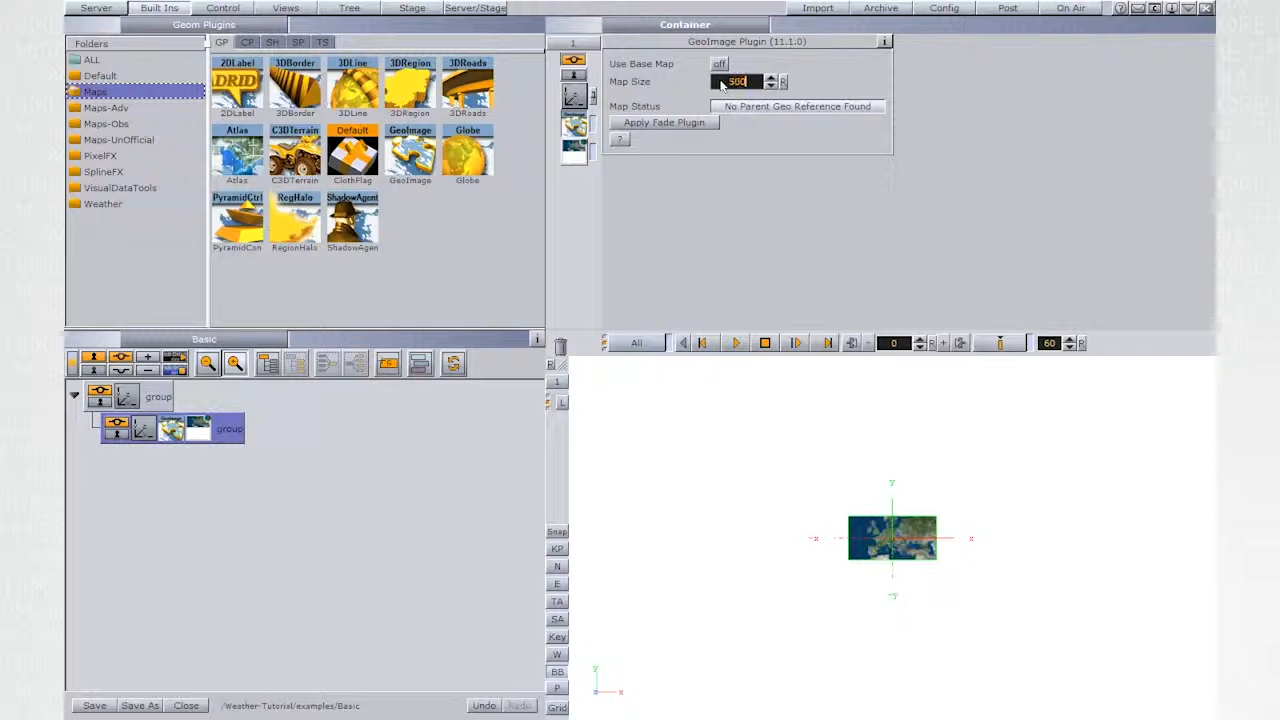 Server Built Ins Control Views Tree Stage Server/Stage Import Archive Config Post On Air
Geom Plugins Container
Folders GP CP SH SP TS
ALL
Default
Maps
Maps-Adv
Maps-Obs
Maps-UnOfficial
PixelFX
SplineFX
VisualDataTools
Weather
2DLabel 3DBorder 3DLine 3DRegion 3DRoads
DRID
2DLabel 3DBorder 3DLine 3DRegion 3DRoads
Atlas C3DTerrain Default GeoImage Globe
Atlas C3DTerrain ClothFlag GeoImage Globe
PyramidCtrl RegHalo ShadowAgent
PyramidCon RegionHalo ShadowAgen
1 GeoImage Plugin (11.1.0) i
Use Base Map off
Map Size 500 R
Map Status No Parent Geo Reference Found
Apply Fade Plugin
?
Basic i
All 0 R 60 R
group
GeoImage group
R
1
L
Snap
KP
N
E
TA
SA
Key
W
BB
P
Grid
y
-x x
-y
y
z x
Save Save As Close /Weather-Tutorial/examples/Basic Undo Redo